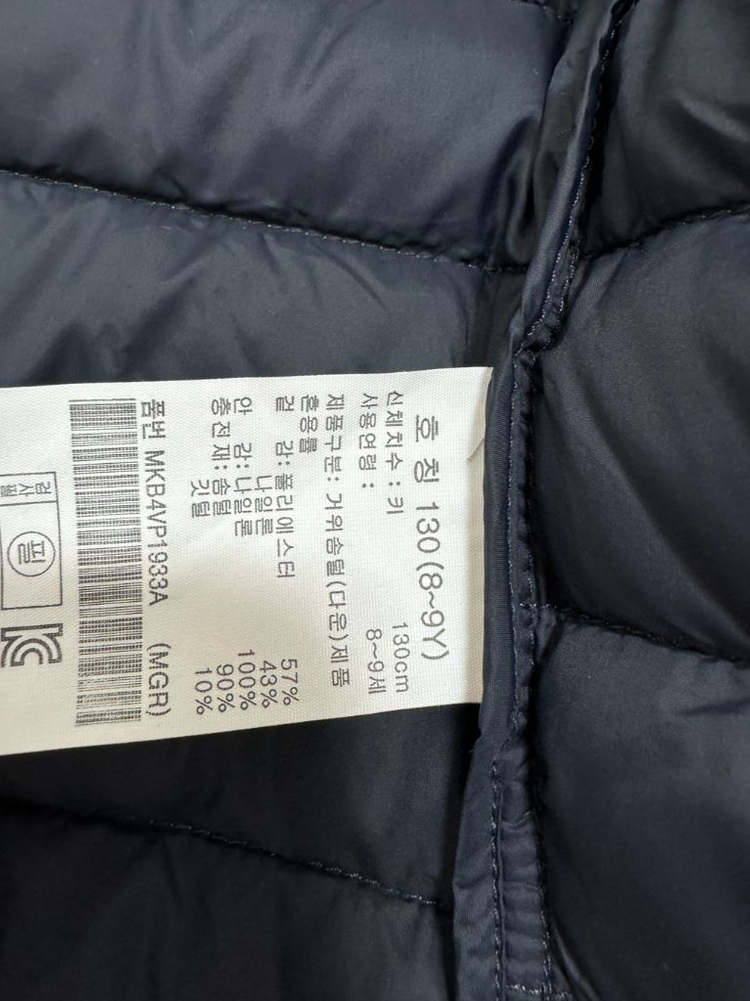 호 칭 130 (8~9Y)
신체치수 : 키 130cm
사용연령 : 8~9세
제품구분: 거위솜털(다운)제품
혼용률
겉 감: 폴리에스터 57%
나일론 43%
안 감: 나일론 100%
충전재: 솜털 90%
깃털 10%
품번 MKB4VP1933A (MGR)
검사필
필
KC